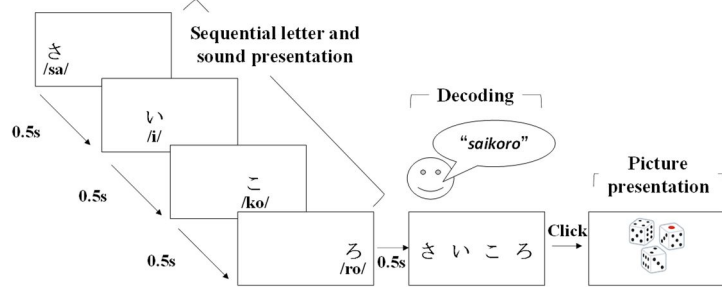 Sequential letter and
sound presentation
さ
/sa/
0.5s
い
/i/
0.5s
こ
/ko/
0.5s
ろ
/ro/
0.5s
Decoding
“saikoro”
さ い こ ろ
Click
Picture
presentation